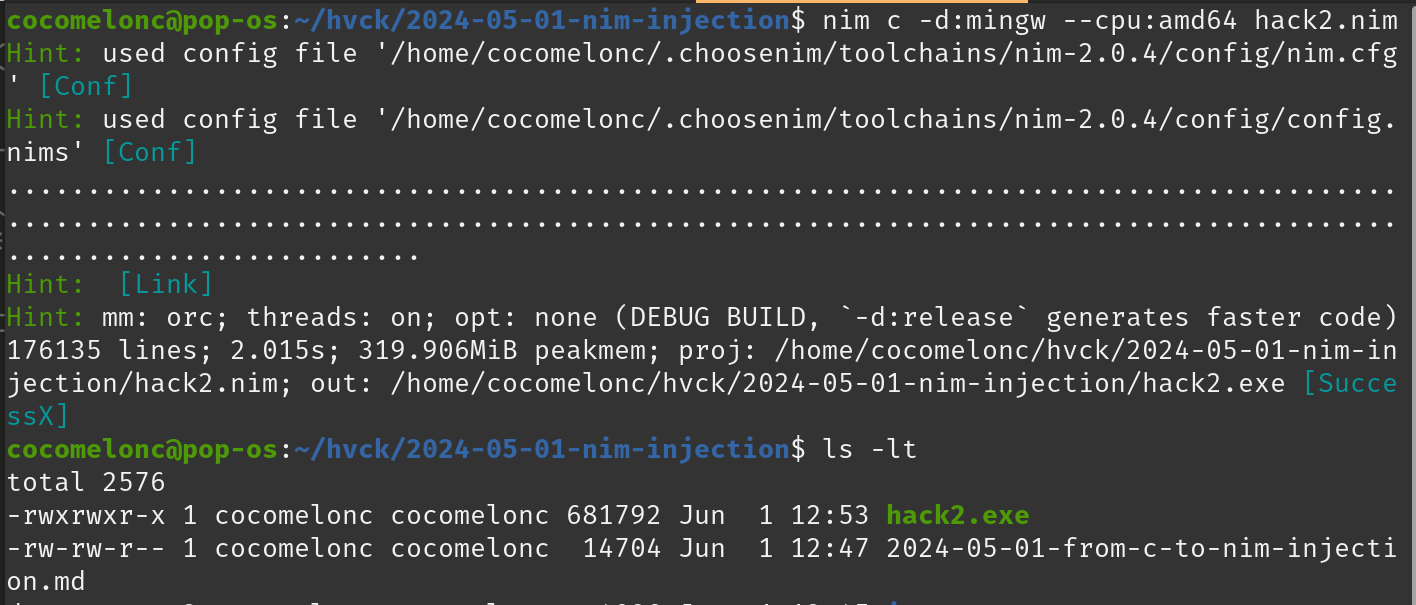 cocomelonc@pop-os:~/hvck/2024-05-01-nim-injection$ nim c -d:mingw --cpu:amd64 hack2.nim
Hint: used config file '/home/cocomelonc/.choosenim/toolchains/nim-2.0.4/config/nim.cfg
' [Conf]
Hint: used config file '/home/cocomelonc/.choosenim/toolchains/nim-2.0.4/config/config.
nims' [Conf]
.......................................................................................
.......................................................................................
..........................
Hint:  [Link]
Hint: mm: orc; threads: on; opt: none (DEBUG BUILD, `-d:release` generates faster code)
176135 lines; 2.015s; 319.906MiB peakmem; proj: /home/cocomelonc/hvck/2024-05-01-nim-in
jection/hack2.nim; out: /home/cocomelonc/hvck/2024-05-01-nim-injection/hack2.exe [Succe
ssX]
cocomelonc@pop-os:~/hvck/2024-05-01-nim-injection$ ls -lt
total 2576
-rwxrwxr-x 1 cocomelonc cocomelonc 681792 Jun  1 12:53 hack2.exe
-rw-rw-r-- 1 cocomelonc cocomelonc  14704 Jun  1 12:47 2024-05-01-from-c-to-nim-injecti
on.md